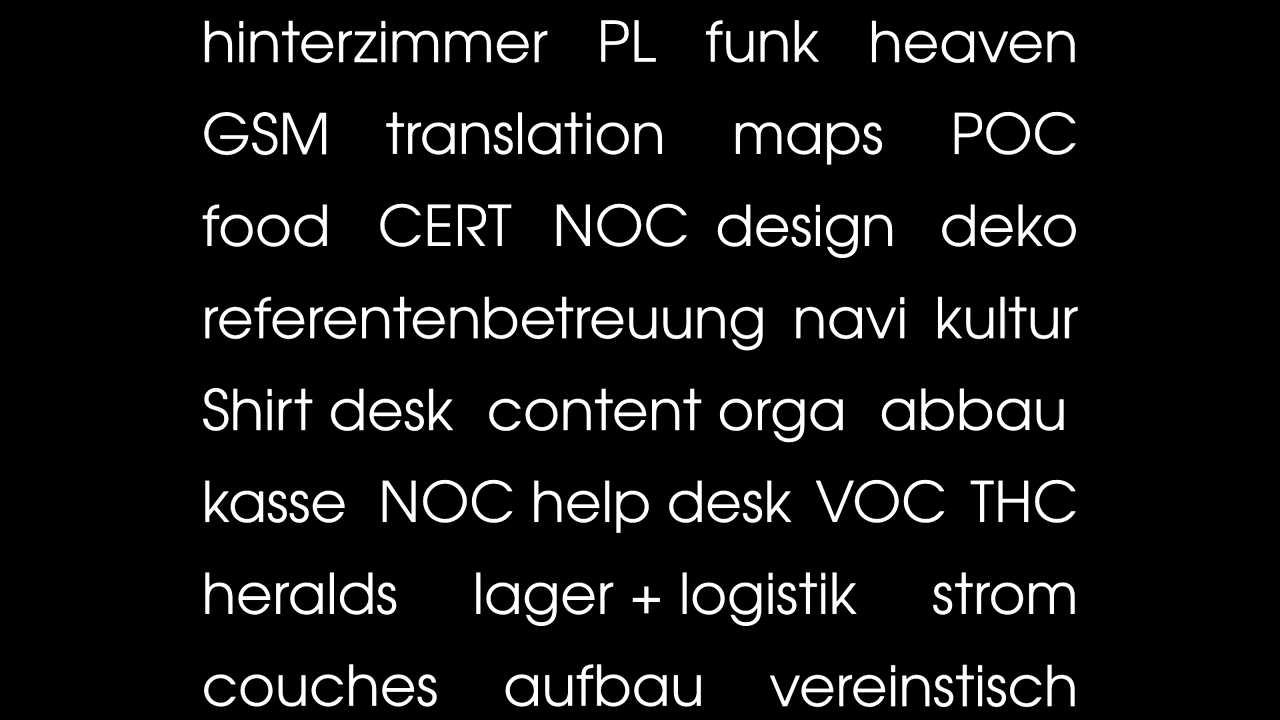 hinterzimmer PL funk heaven
GSM translation maps POC
food CERT NOC design deko
referentenbetreuung navi kultur
Shirt desk content orga abbau
kasse NOC help desk VOC THC
heralds lager + logistik strom
couches aufbau vereinstisch